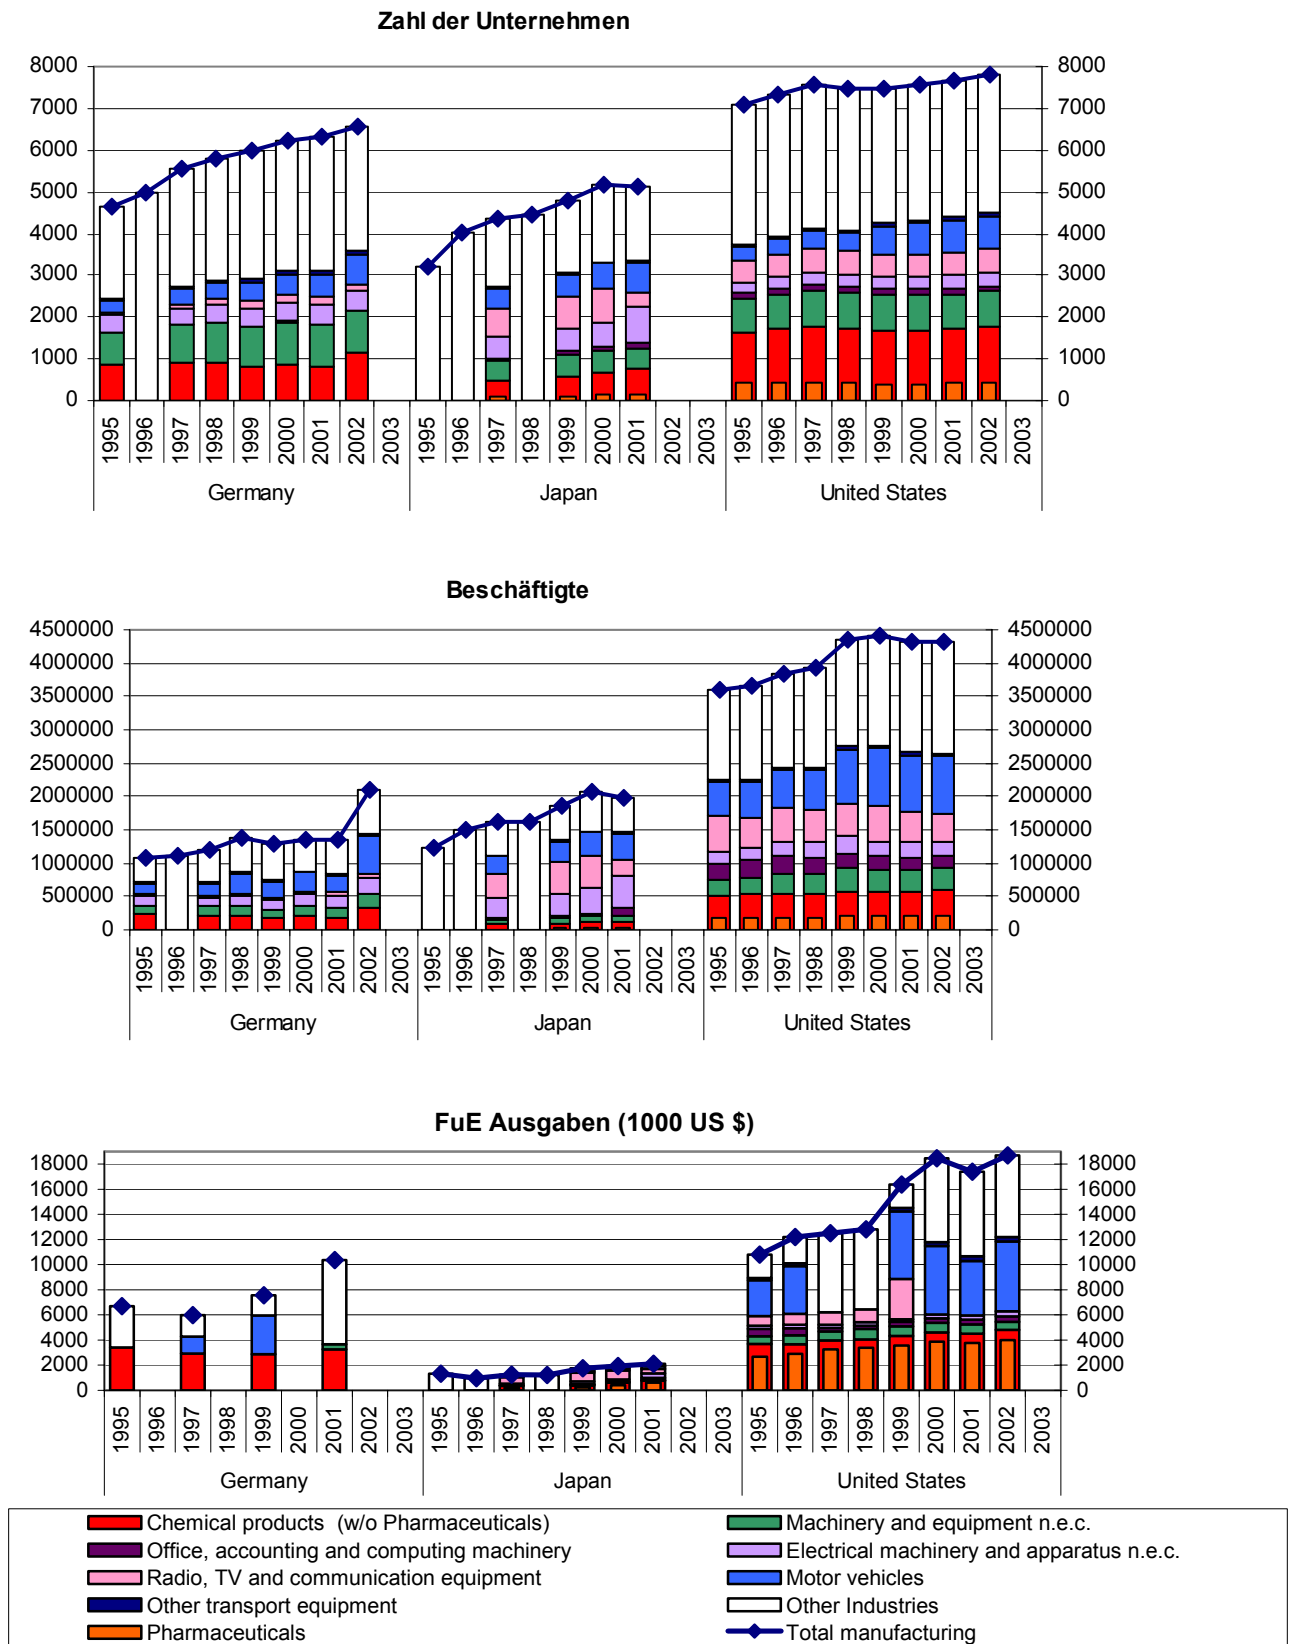 Zahl der Unternehmen
8000 8000
7000 7000
6000 6000
5000 5000
4000 4000
3000 3000
2000 2000
1000 1000
0 0
1995 1996 1997 1998 1999 2000 2001 2002 2003 1995 1996 1997 1998 1999 2000 2001 2002 2003 1995 1996 1997 1998 1999 2000 2001 2002 2003
Germany Japan United States
Beschäftigte
4500000 4500000
4000000 4000000
3500000 3500000
3000000 3000000
2500000 2500000
2000000 2000000
1500000 1500000
1000000 1000000
500000 500000
0 0
1995 1996 1997 1998 1999 2000 2001 2002 2003 1995 1996 1997 1998 1999 2000 2001 2002 2003 1995 1996 1997 1998 1999 2000 2001 2002 2003
Germany Japan United States
FuE Ausgaben (1000 US $)
18000 18000
16000 16000
14000 14000
12000 12000
10000 10000
8000 8000
6000 6000
4000 4000
2000 2000
0 0
1995 1996 1997 1998 1999 2000 2001 2002 2003 1995 1996 1997 1998 1999 2000 2001 2002 2003 1995 1996 1997 1998 1999 2000 2001 2002 2003
Germany Japan United States
Chemical products (w/o Pharmaceuticals) Machinery and equipment n.e.c.
Office, accounting and computing machinery Electrical machinery and apparatus n.e.c.
Radio, TV and communication equipment Motor vehicles
Other transport equipment Other Industries
Pharmaceuticals Total manufacturing